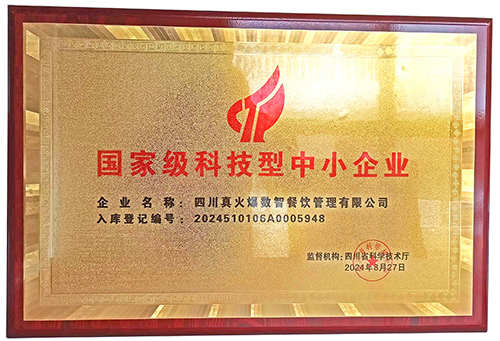 国家级科技型中小企业
企业名称：四川真火爆数智餐饮管理有限公司
入库登记编号：2024510106A0005948
监督机构：四川省科学技术厅
2024年8月27日